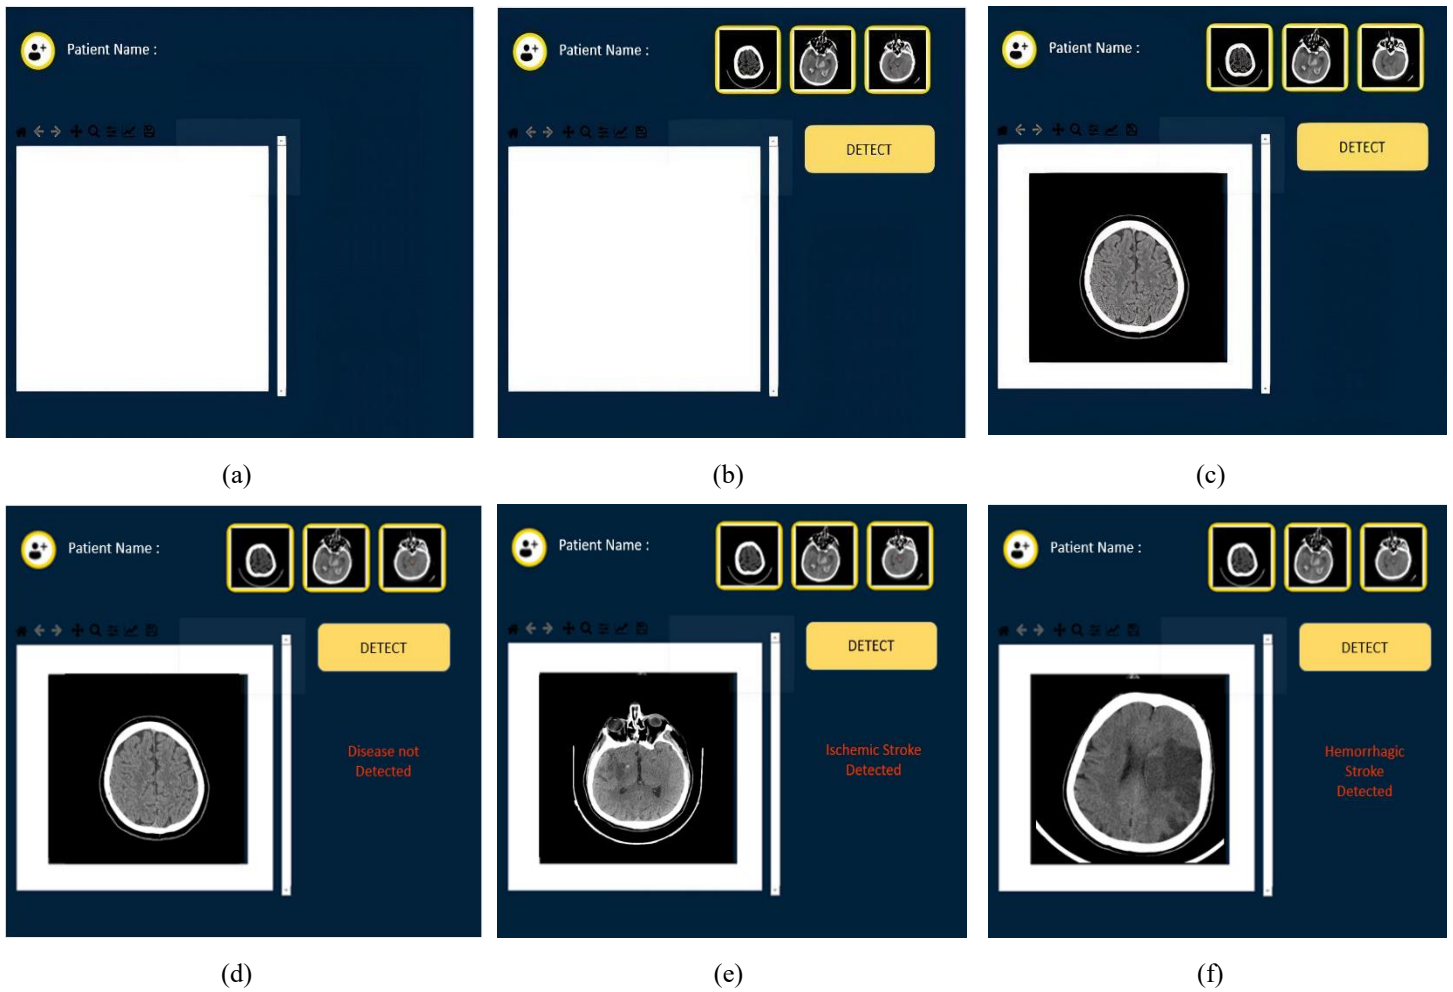 Patient Name :
(a)
Patient Name :
DETECT
(b)
Patient Name :
DETECT
(c)
Patient Name :
DETECT
Disease not
Detected
(d)
Patient Name :
DETECT
Ischemic Stroke
Detected
(e)
Patient Name :
DETECT
Hemorrhagic
Stroke
Detected
(f)